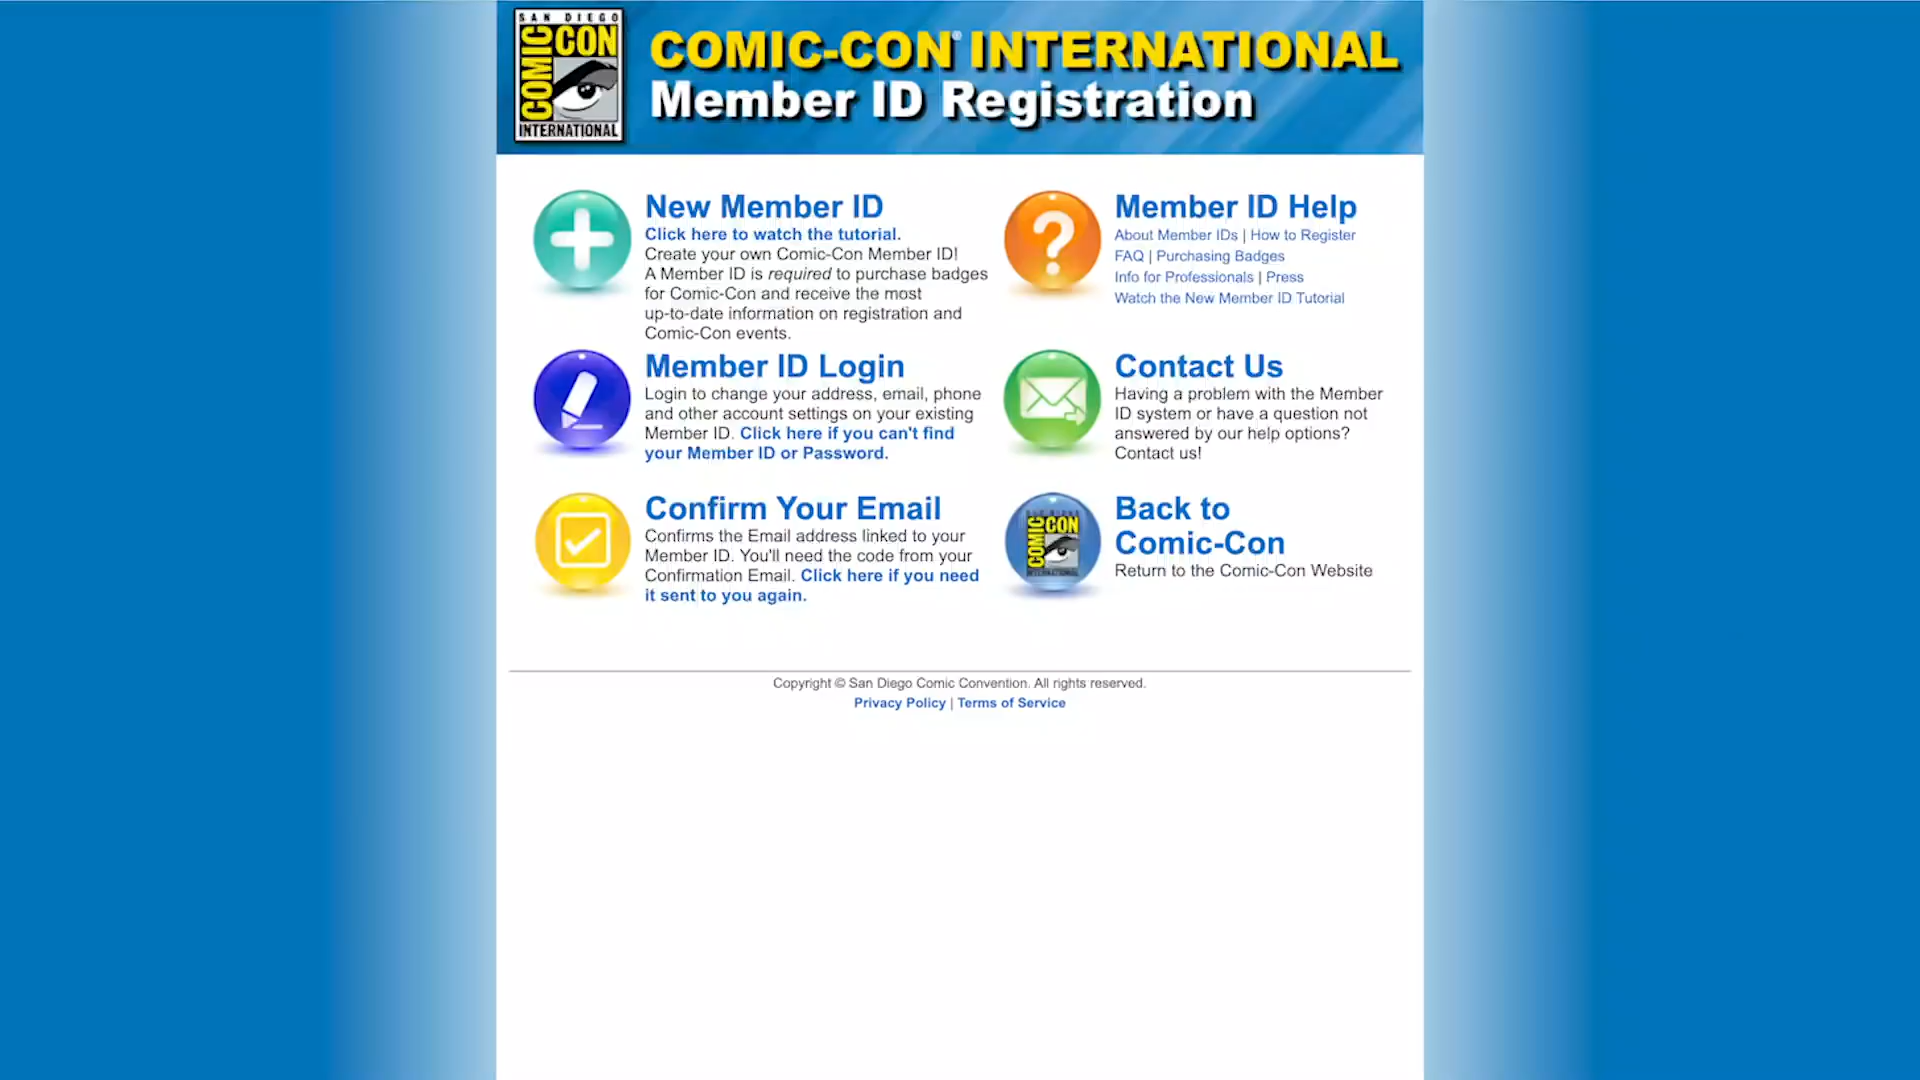 SAN DIEGO
COMIC CON
INTERNATIONAL
COMIC-CON® INTERNATIONAL
Member ID Registration
New Member ID
Click here to watch the tutorial.
Create your own Comic-Con Member ID!
A Member ID is required to purchase badges
for Comic-Con and receive the most
up-to-date information on registration and
Comic-Con events.
Member ID Help
About Member IDs | How to Register
FAQ | Purchasing Badges
Info for Professionals | Press
Watch the New Member ID Tutorial
Member ID Login
Login to change your address, email, phone
and other account settings on your existing
Member ID. Click here if you can't find
your Member ID or Password.
Contact Us
Having a problem with the Member
ID system or have a question not
answered by our help options?
Contact us!
Confirm Your Email
Confirms the Email address linked to your
Member ID. You'll need the code from your
Confirmation Email. Click here if you need
it sent to you again.
SAN DIEGO
COMIC CON
INTERNATIONAL
Back to
Comic-Con
Return to the Comic-Con Website
Copyright © San Diego Comic Convention. All rights reserved.
Privacy Policy | Terms of Service